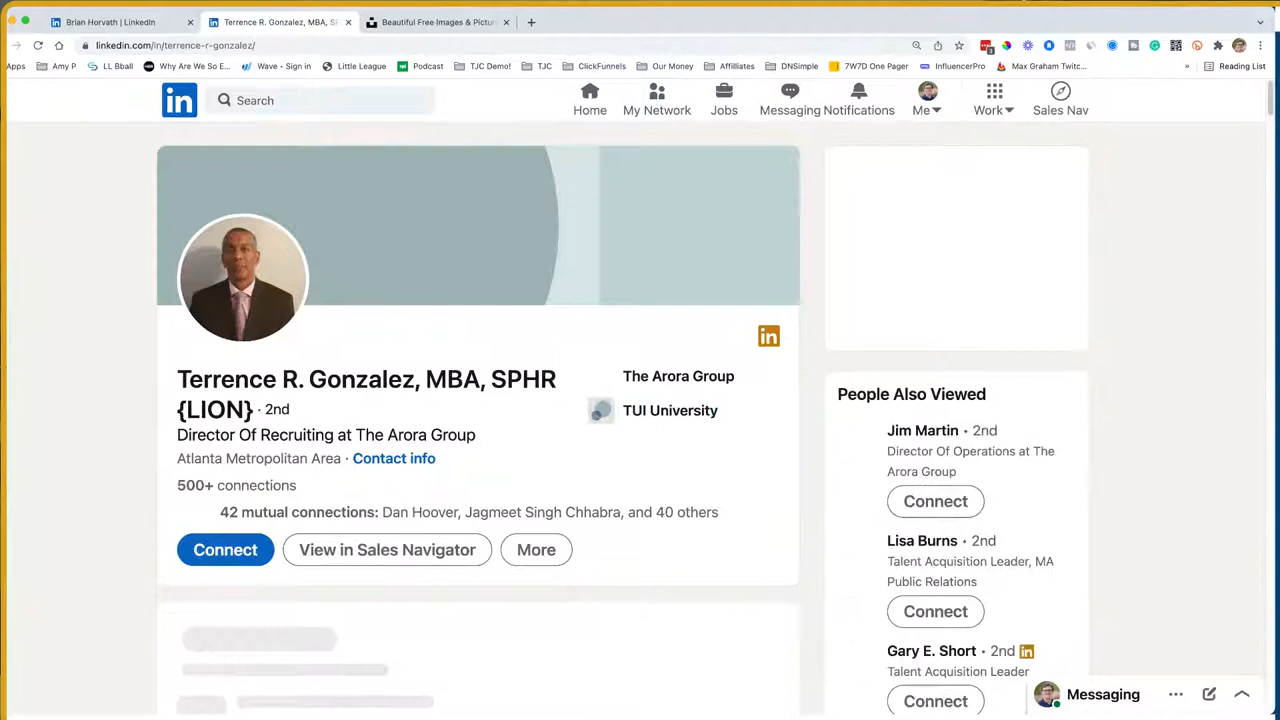 Brian Horvath | LinkedIn
Terrence R. Gonzalez, MBA, SP
Beautiful Free Images & Pictur
linkedin.com/in/terrence-r-gonzalez/
Apps Amy P LL Bball Why Are We So E... Wave - Sign in Little League Podcast TJC Demo! TJC ClickFunnels Our Money Affilliates DNSimple 7W7D One Pager InfluencerPro Max Graham Twitc... » Reading List
in Search
Home My Network Jobs Messaging Notifications Me Work Sales Nav
in
Terrence R. Gonzalez, MBA, SPHR
{LION} · 2nd
Director Of Recruiting at The Arora Group
Atlanta Metropolitan Area · Contact info
500+ connections
42 mutual connections: Dan Hoover, Jagmeet Singh Chhabra, and 40 others
Connect View in Sales Navigator More
The Arora Group
TUI University
People Also Viewed
Jim Martin • 2nd
Director Of Operations at The
Arora Group
Connect
Lisa Burns • 2nd
Talent Acquisition Leader, MA
Public Relations
Connect
Gary E. Short • 2nd in
Talent Acquisition Leader
Connect
Messaging